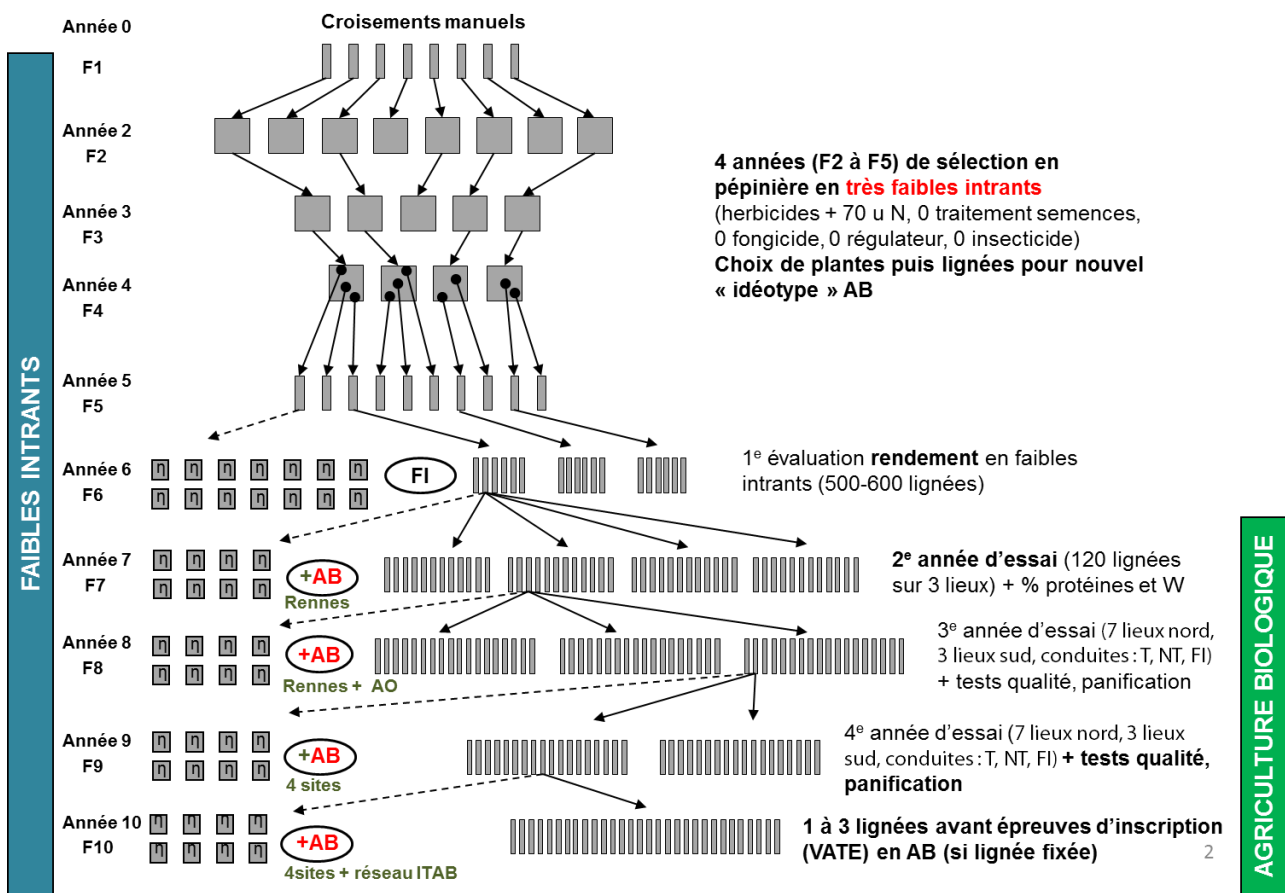 Année 0
Croisements manuels
F1
Année 2
F2
4 années (F2 à F5) de sélection en
pépinière en très faibles intrants
(herbicides + 70 u N, 0 traitement semences,
0 fongicide, 0 régulateur, 0 insecticide)
Choix de plantes puis lignées pour nouvel
« idéotype » AB
Année 3
F3
Année 4
F4
Année 5
F5
FAIBLES INTRANTS
Année 6
F6
η η η η η η η
η η η η η η η
FI
1e évaluation rendement en faibles
intrants (500-600 lignées)
Année 7
F7
η η η η
η η η η
+AB
Rennes
2e année d'essai (120 lignées
sur 3 lieux) + % protéines et W
Année 8
F8
η η η η
η η η η
+AB
Rennes + AO
3e année d'essai (7 lieux nord,
3 lieux sud, conduites : T, NT, FI)
+ tests qualité, panification
Année 9
F9
η η η η
η η η η
+AB
4 sites
4e année d'essai (7 lieux nord, 3 lieux
sud, conduites : T, NT, FI) + tests qualité,
panification
Année 10
F10
η η η η
η η η η
+AB
4sites + réseau ITAB
1 à 3 lignées avant épreuves d'inscription
(VATE) en AB (si lignée fixée)
2
AGRICULTURE BIOLOGIQUE